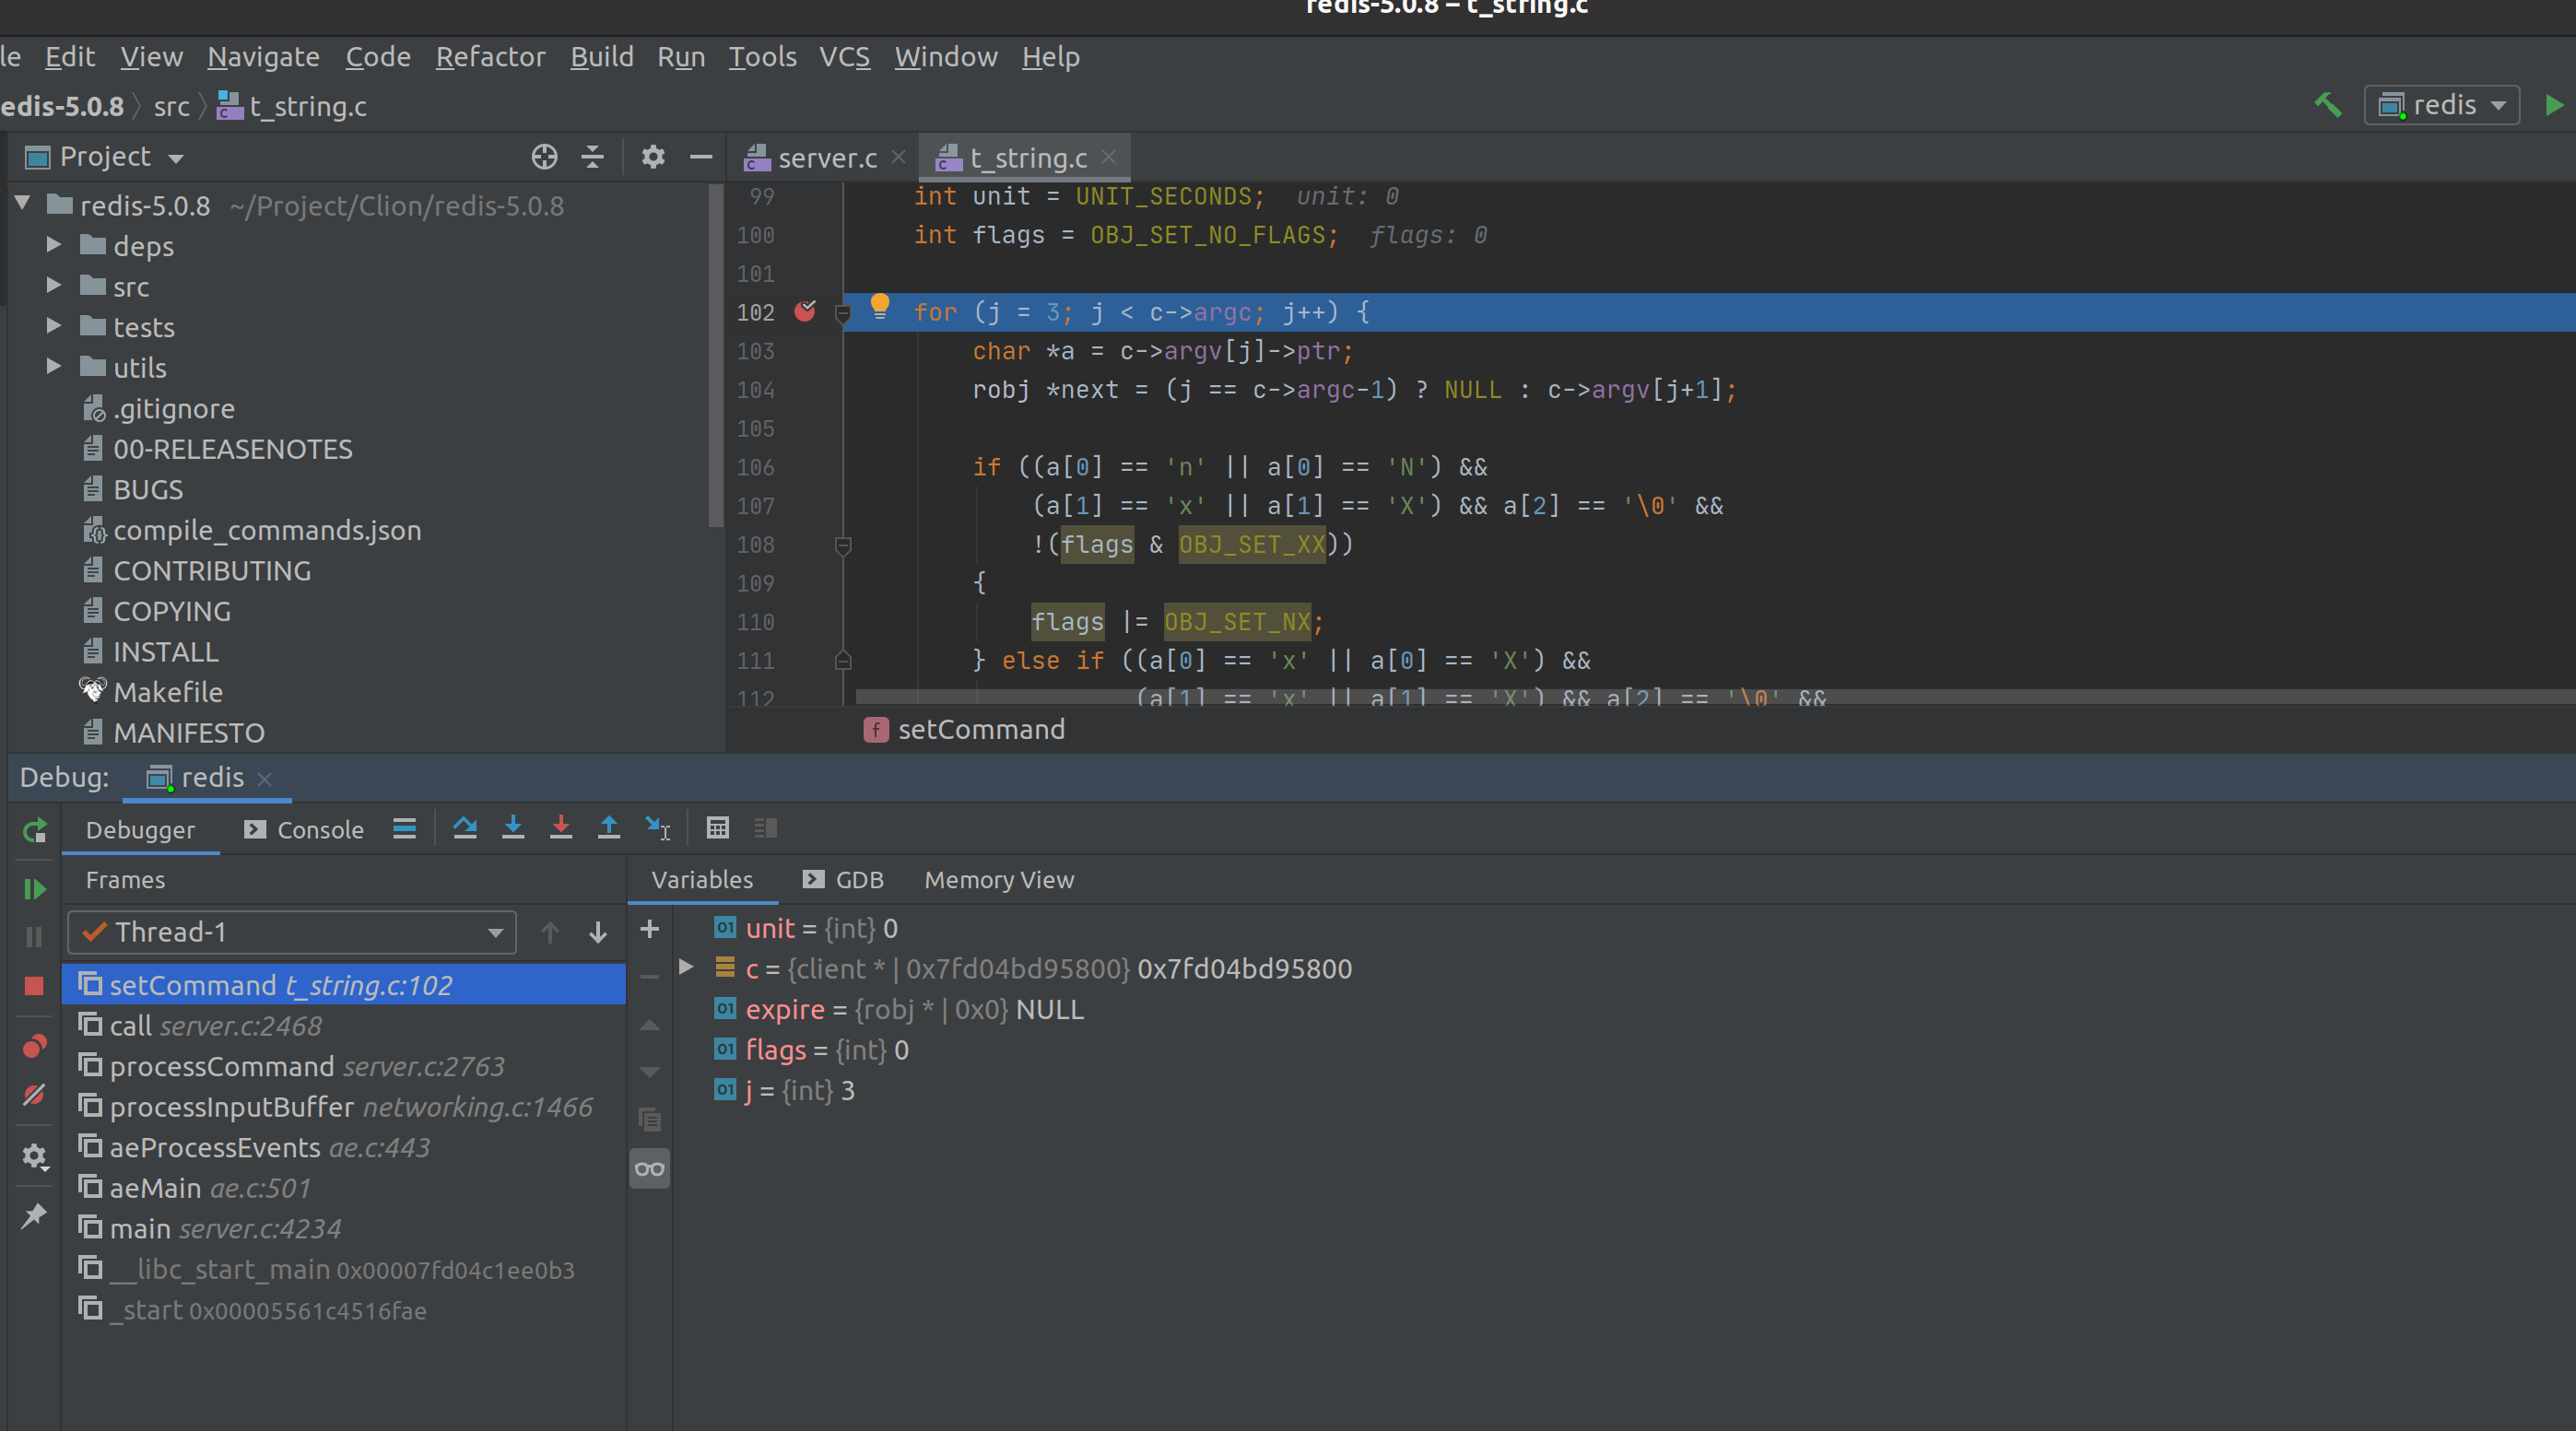 redis-5.0.8 – t_string.c
le Edit View Navigate Code Refactor Build Run Tools VCS Window Help
edis-5.0.8 src t_string.c
redis
Project
server.c t_string.c
redis-5.0.8 ~/Project/Clion/redis-5.0.8
deps
src
tests
utils
.gitignore
00-RELEASENOTES
BUGS
compile_commands.json
CONTRIBUTING
COPYING
INSTALL
Makefile
MANIFESTO
99 int unit = UNIT_SECONDS; unit: 0
100 int flags = OBJ_SET_NO_FLAGS; flags: 0
101
102 for (j = 3; j < c->argc; j++) {
103 char *a = c->argv[j]->ptr;
104 robj *next = (j == c->argc-1) ? NULL : c->argv[j+1];
105
106 if ((a[0] == 'n' || a[0] == 'N') &&
107 (a[1] == 'x' || a[1] == 'X') && a[2] == '\0' &&
108 !(flags & OBJ_SET_XX))
109 {
110 flags |= OBJ_SET_NX;
111 } else if ((a[0] == 'x' || a[0] == 'X') &&
112 (a[1] == 'x' || a[1] == 'X') && a[2] == '\0' &&
f setCommand
Debug: redis
Debugger Console
Frames
Variables GDB Memory View
Thread-1
setCommand t_string.c:102
call server.c:2468
processCommand server.c:2763
processInputBuffer networking.c:1466
aeProcessEvents ae.c:443
aeMain ae.c:501
main server.c:4234
__libc_start_main 0x00007fd04c1ee0b3
_start 0x00005561c4516fae
01 unit = {int} 0
c = {client * | 0x7fd04bd95800} 0x7fd04bd95800
01 expire = {robj * | 0x0} NULL
01 flags = {int} 0
01 j = {int} 3